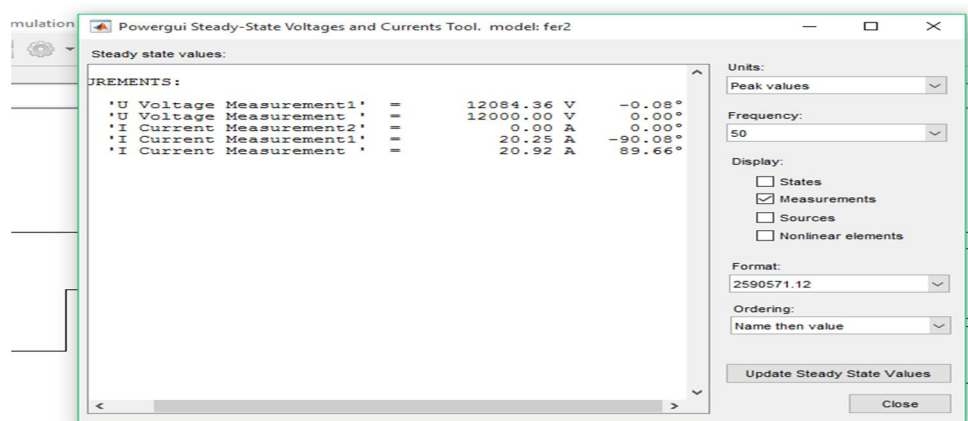 mulation
Powergui Steady-State Voltages and Currents Tool. model: fer2
Steady state values:
UREMENTS:
'U Voltage Measurement1' = 12084.36 V -0.08°
'U Voltage Measurement ' = 12000.00 V 0.00°
'I Current Measurement2' = 0.00 A 0.00°
'I Current Measurement1' = 20.25 A -90.08°
'I Current Measurement ' = 20.92 A 89.66°
Units:
Peak values
Frequency:
50
Display:
States
Measurements
Sources
Nonlinear elements
Format:
2590571.12
Ordering:
Name then value
Update Steady State Values
Close